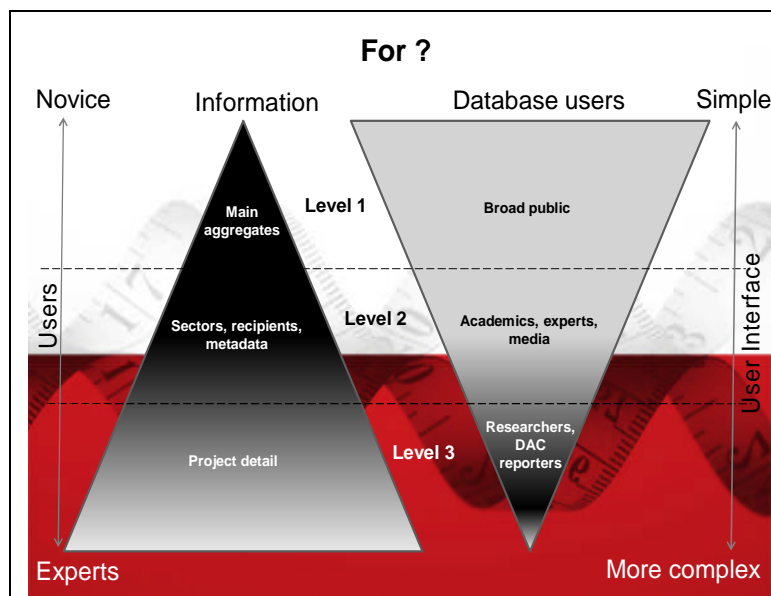 For ?
Novice
Information
Database users
Simple
Main
aggregates
Level 1
Broad public
Sectors, recipients,
metadata
Level 2
Academics, experts,
media
Project detail
Level 3
Researchers,
DAC
reporters
Users
User Interface
Experts
More complex